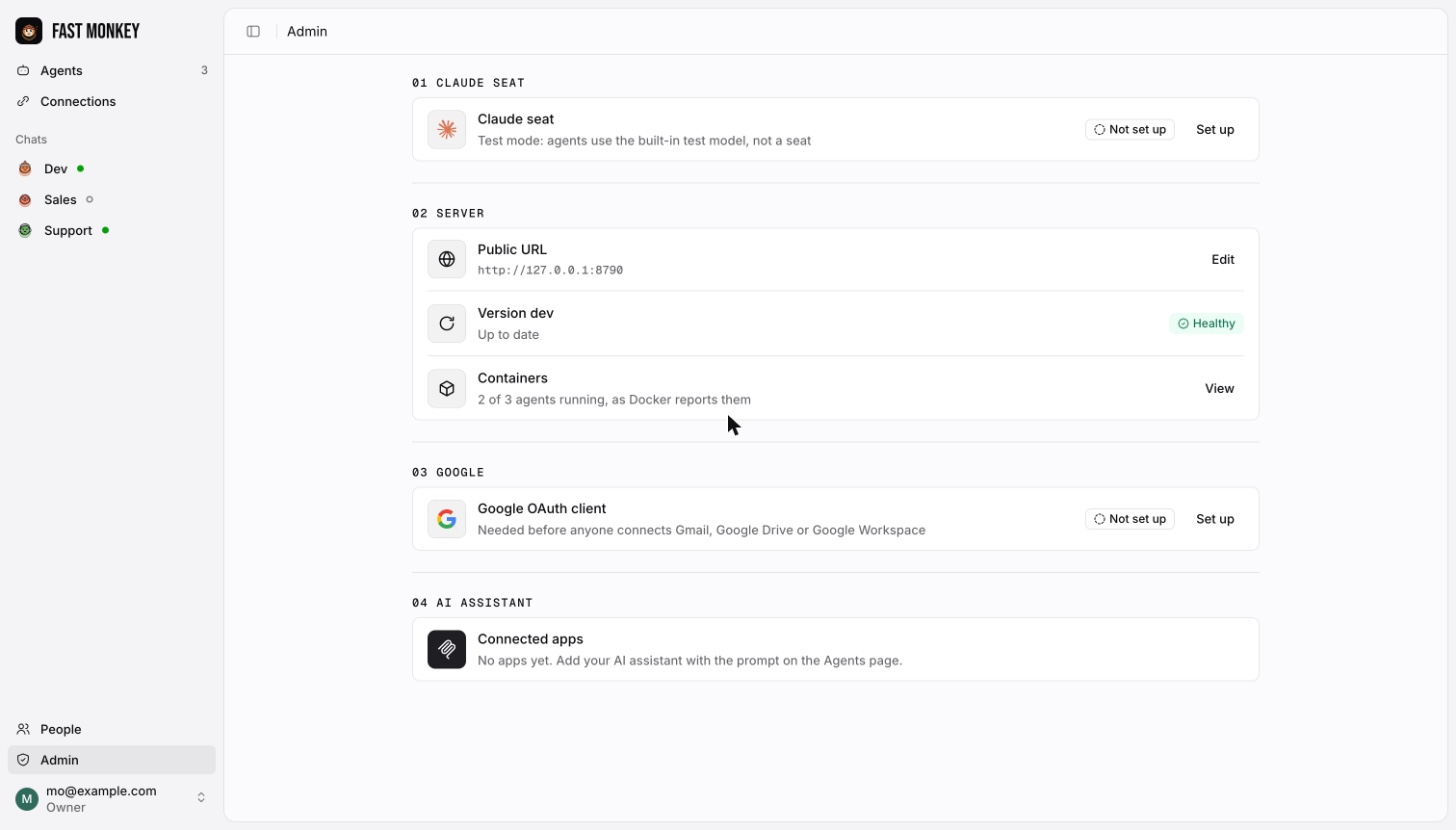 FAST MONKEY
Agents 3
Connections
Chats
Dev
Sales
Support
People
Admin
M
mo@example.com
Owner
Admin
01 CLAUDE SEAT
Claude seat
Test mode: agents use the built-in test model, not a seat
Not set up
Set up
02 SERVER
Public URL
http://127.0.0.1:8790
Edit
Version dev
Up to date
Healthy
Containers
2 of 3 agents running, as Docker reports them
View
03 GOOGLE
Google OAuth client
Needed before anyone connects Gmail, Google Drive or Google Workspace
Not set up
Set up
04 AI ASSISTANT
Connected apps
No apps yet. Add your AI assistant with the prompt on the Agents page.